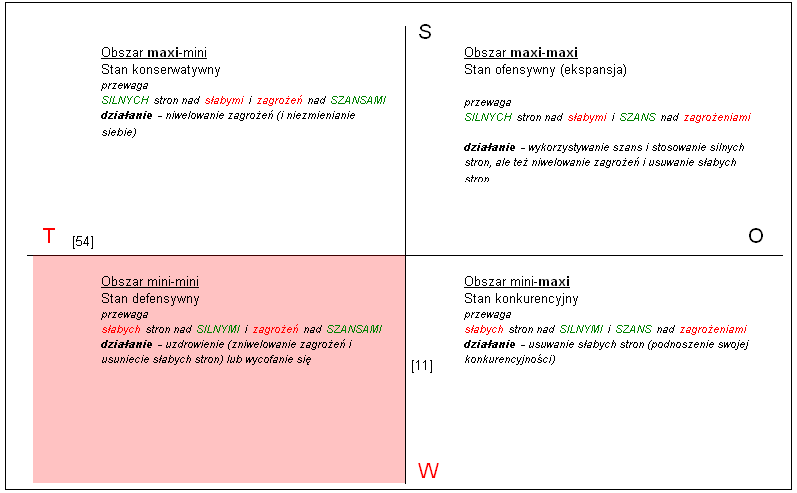 S
Obszar maxi-mini
Stan konserwatywny
przewaga
SILNYCH stron nad słabymi i zagrożeń nad SZANSAMI
działanie – niwelowanie zagrożeń (i niezmienianie
siebie)
Obszar maxi-maxi
Stan ofensywny (ekspansja)
przewaga
SILNYCH stron nad słabymi i SZANS nad zagrożeniami
działanie – wykorzystywanie szans i stosowanie silnych
stron, ale też niwelowanie zagrożeń i usuwanie słabych
stron
T [54]
O
Obszar mini-mini
Stan defensywny
przewaga
słabych stron nad SILNYMI i zagrożeń nad SZANSAMI
działanie – uzdrowienie (zniwelowanie zagrożeń i
usuniecie słabych stron) lub wycofanie się
Obszar mini-maxi
Stan konkurencyjny
przewaga
słabych stron nad SILNYMI i SZANS nad zagrożeniami
działanie – usuwanie słabych stron (podnoszenie swojej
konkurencyjności)
[11]
W